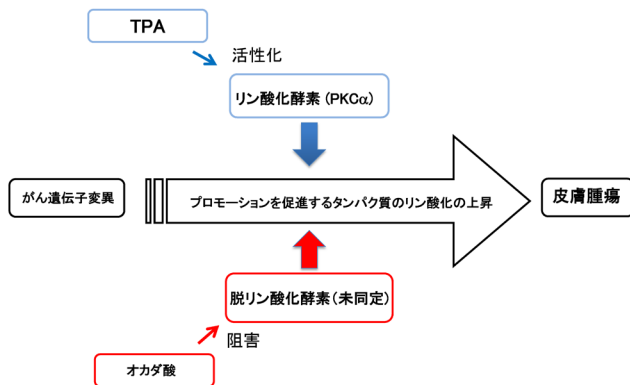 TPA
活性化
リン酸化酵素 (PKCα)
がん遺伝子変異
プロモーションを促進するタンパク質のリン酸化の上昇
皮膚腫瘍
脱リン酸化酵素(未同定)
阻害
オカダ酸